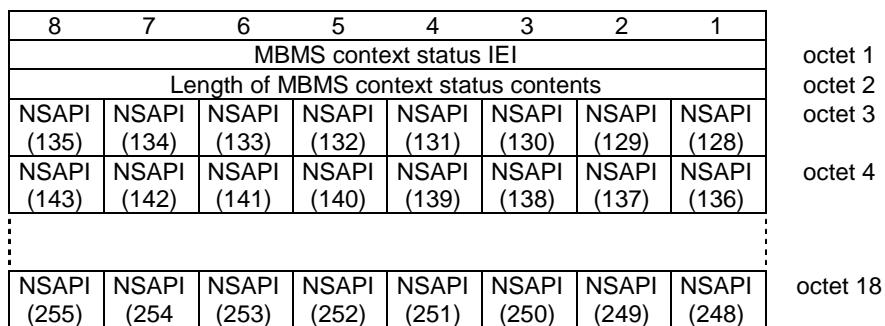 8 7 6 5 4 3 2 1
MBMS context status IEI octet 1
Length of MBMS context status contents octet 2
NSAPI NSAPI NSAPI NSAPI NSAPI NSAPI NSAPI NSAPI octet 3
(135) (134) (133) (132) (131) (130) (129) (128)
NSAPI NSAPI NSAPI NSAPI NSAPI NSAPI NSAPI NSAPI octet 4
(143) (142) (141) (140) (139) (138) (137) (136)
NSAPI NSAPI NSAPI NSAPI NSAPI NSAPI NSAPI NSAPI octet 18
(255) (254 (253) (252) (251) (250) (249) (248)